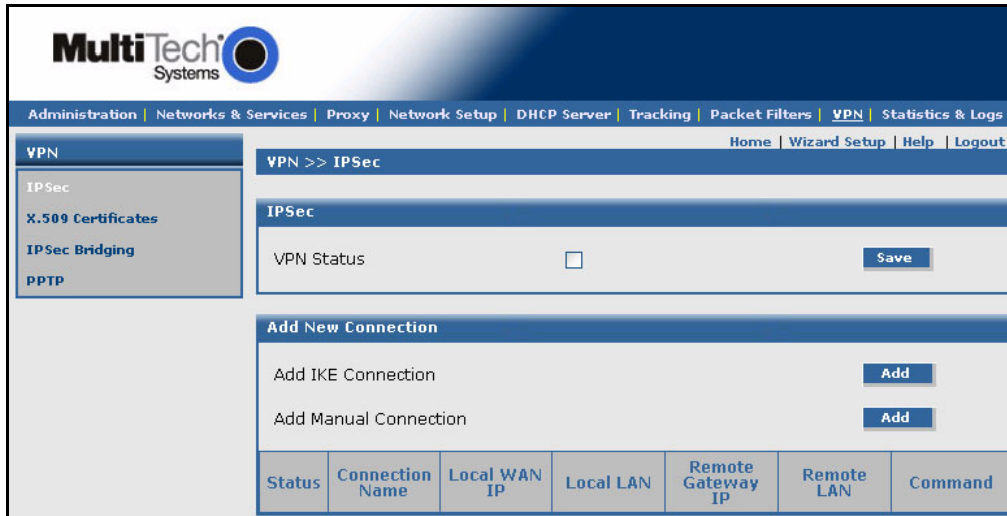 MultiTech
Systems
Administration | Networks & Services | Proxy | Network Setup | DHCP Server | Tracking | Packet Filters | VPN | Statistics & Logs
Home | Wizard Setup | Help | Logout
VPN
IPSec
X.509 Certificates
IPSec Bridging
PPTP
VPN >> IPSec
IPSec
VPN Status Save
Add New Connection
Add IKE Connection Add
Add Manual Connection Add
Status Connection Name Local WAN IP Local LAN Remote Gateway IP Remote LAN Command